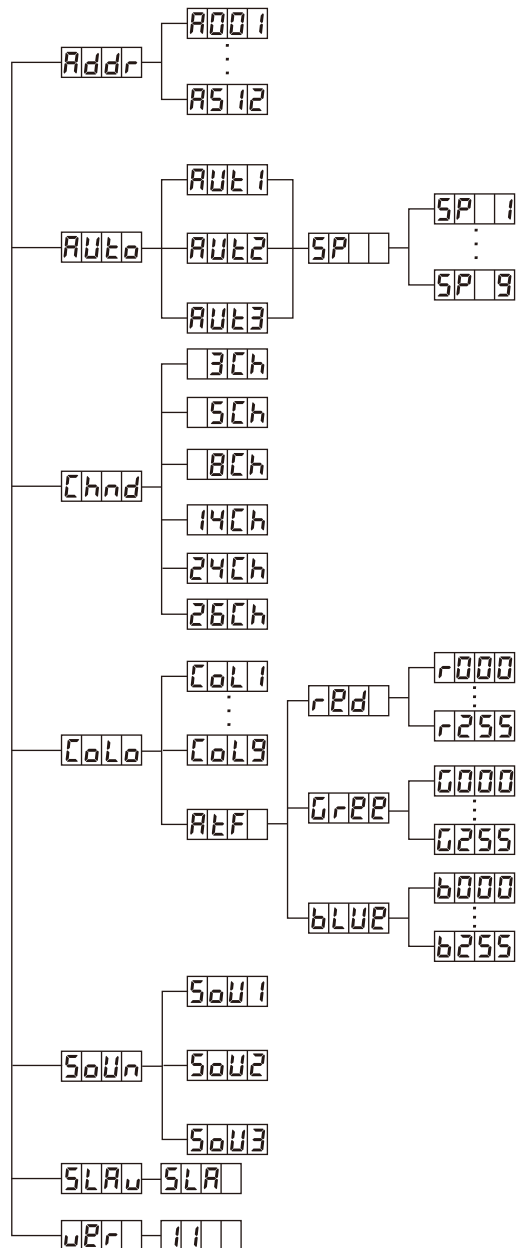 Addr
A001
A512
AUto
AUt1
AUt2
AUt3
SP
SP 1
SP 9
Chnd
3Ch
5Ch
8Ch
14Ch
24Ch
26Ch
CoLo
CoL1
CoL9
AtF
red
r000
r255
Gree
G000
G255
bLUe
b000
b255
SoUn
SoU1
SoU2
SoU3
SLAv
SLA
ver
11